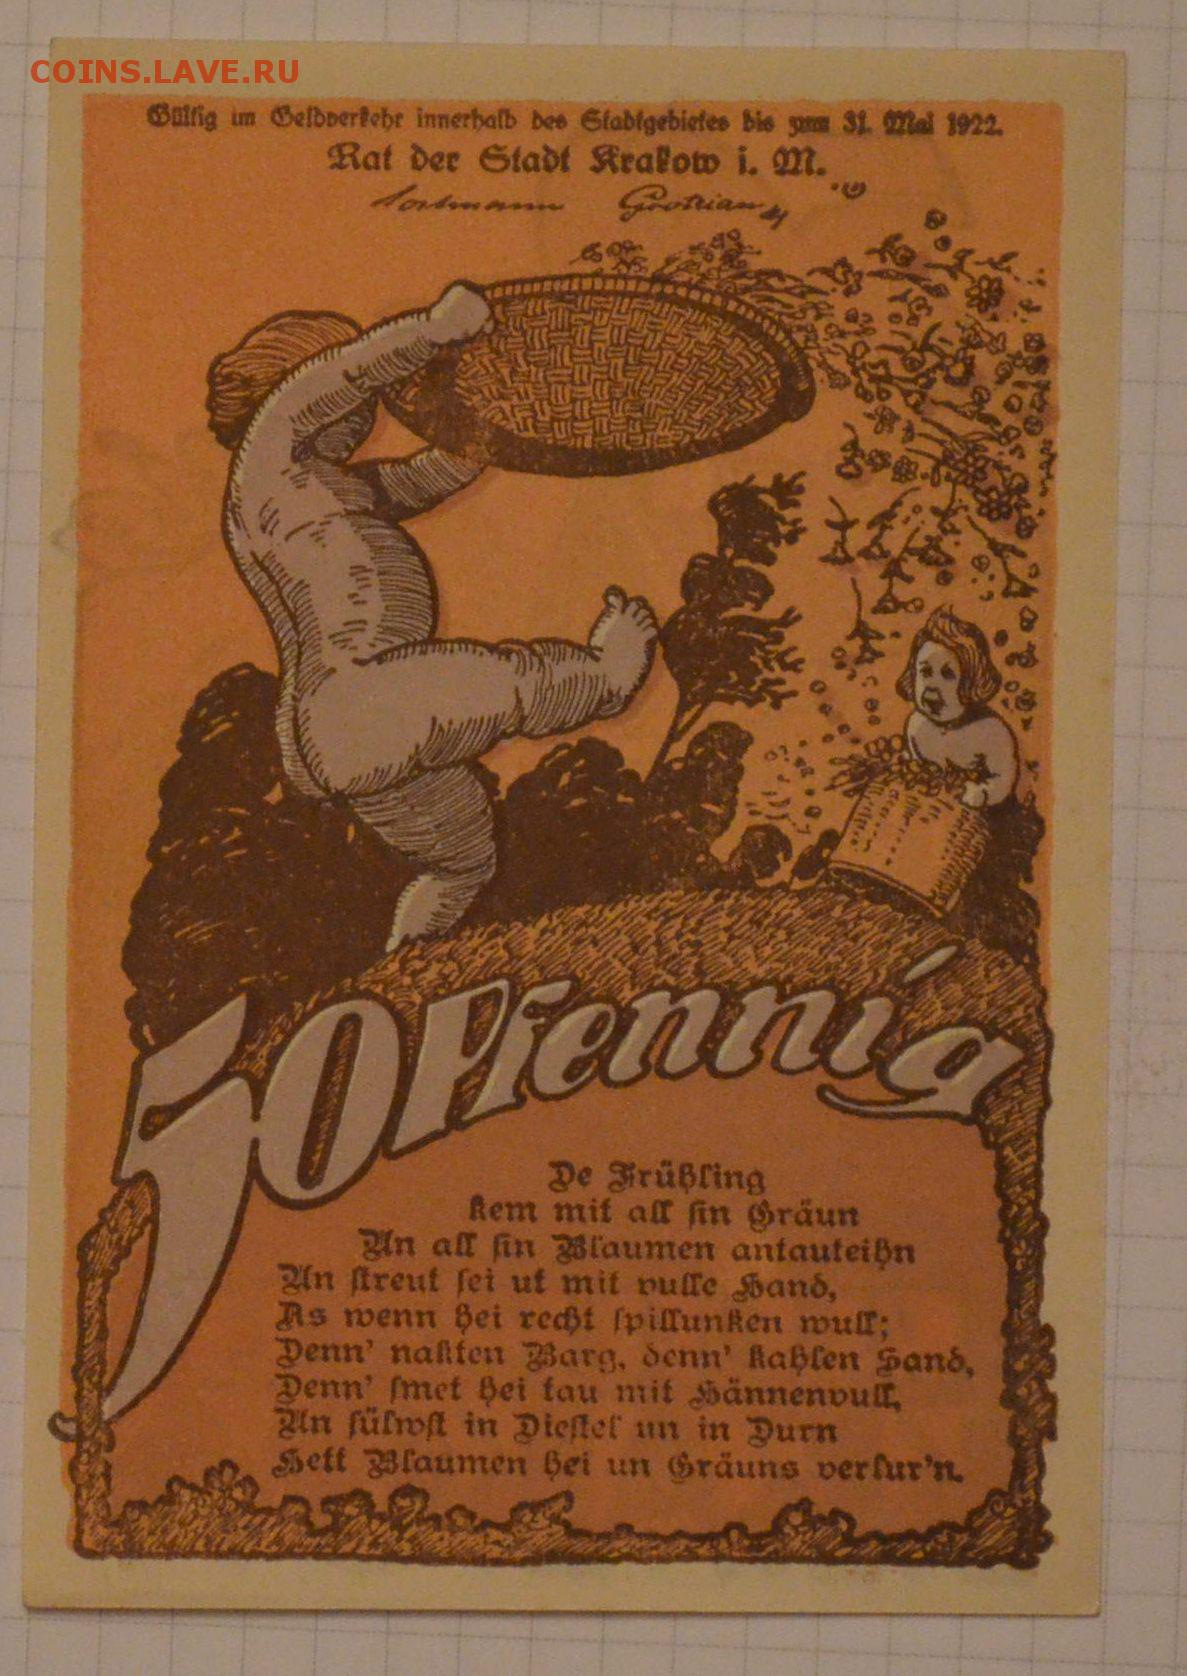 COINS.LAVE.RU
Gültig im Geldverkehr innerhalb des Stadtgebietes bis zum 31. Mai 1922.
Rat der Stadt Krakow i. M.
Grotrian
50 Pfennig
De Frühling
kem mit all sin Gräun
Un all sin Blaumen antauteihn
Un streut sei ut mit vulle Hand,
As wenn hei recht spillunken wull;
Denn' nakten Barg, denn' kahlen Sand,
Denn' smet hei tau mit Hännenvull,
Un sülwst in Diestel un in Durn
Hett Blaumen hei un Gräuns verlur'n.